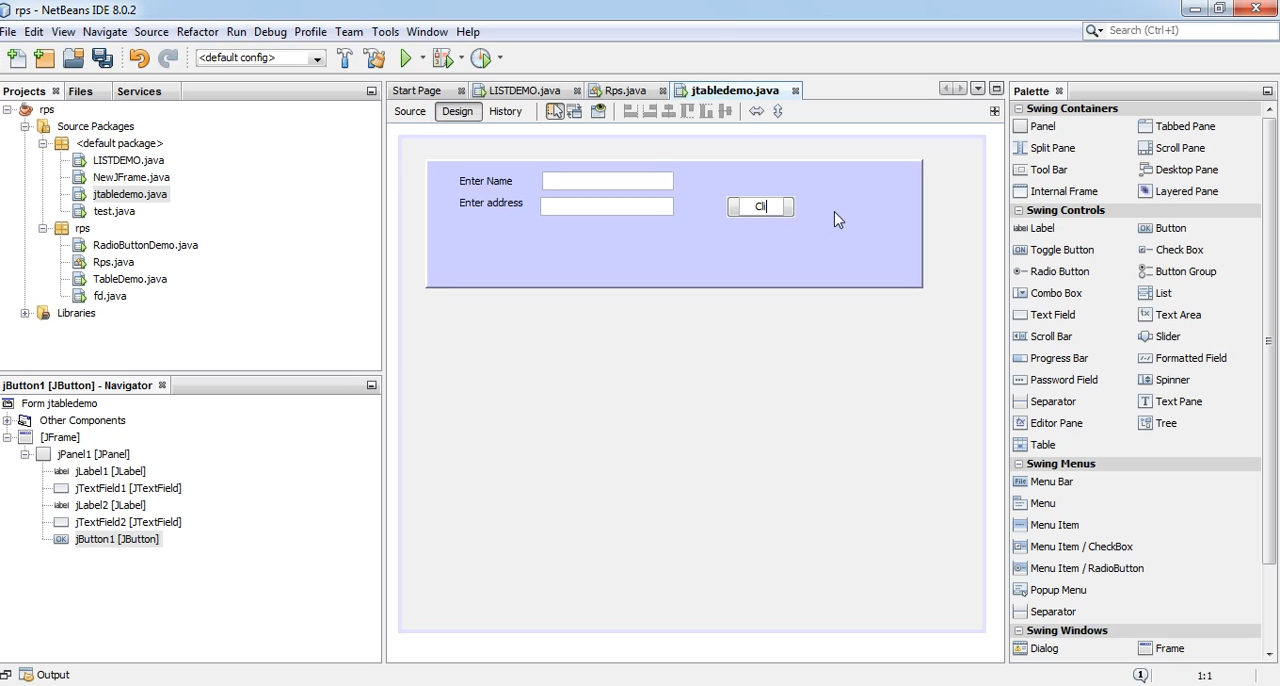 rps - NetBeans IDE 8.0.2
File Edit View Navigate Source Refactor Run Debug Profile Team Tools Window Help
Search (Ctrl+I)
<default config>
Projects Files Services
rps
Source Packages
<default package>
LISTDEMO.java
NewJFrame.java
jtabledemo.java
test.java
rps
RadioButtonDemo.java
Rps.java
TableDemo.java
fd.java
Libraries
jButton1 [JButton] - Navigator
Form jtabledemo
Other Components
[JFrame]
jPanel1 [JPanel]
label jLabel1 [JLabel]
jTextField1 [JTextField]
label jLabel2 [JLabel]
jTextField2 [JTextField]
OK jButton1 [JButton]
Output
Start Page LISTDEMO.java Rps.java jtabledemo.java
Source Design History
Enter Name
Enter address
Cli
Palette
Swing Containers
Panel Tabbed Pane
Split Pane Scroll Pane
Tool Bar Desktop Pane
Internal Frame Layered Pane
Swing Controls
label Label OK Button
ON Toggle Button Check Box
Radio Button Button Group
Combo Box List
Text Field Text Area
Scroll Bar Slider
Progress Bar Formatted Field
Password Field Spinner
Separator T Text Pane
Editor Pane Tree
Table
Swing Menus
File Menu Bar
Menu
Menu Item
Menu Item / CheckBox
Menu Item / RadioButton
Popup Menu
Separator
Swing Windows
Dialog Frame
1 1:1